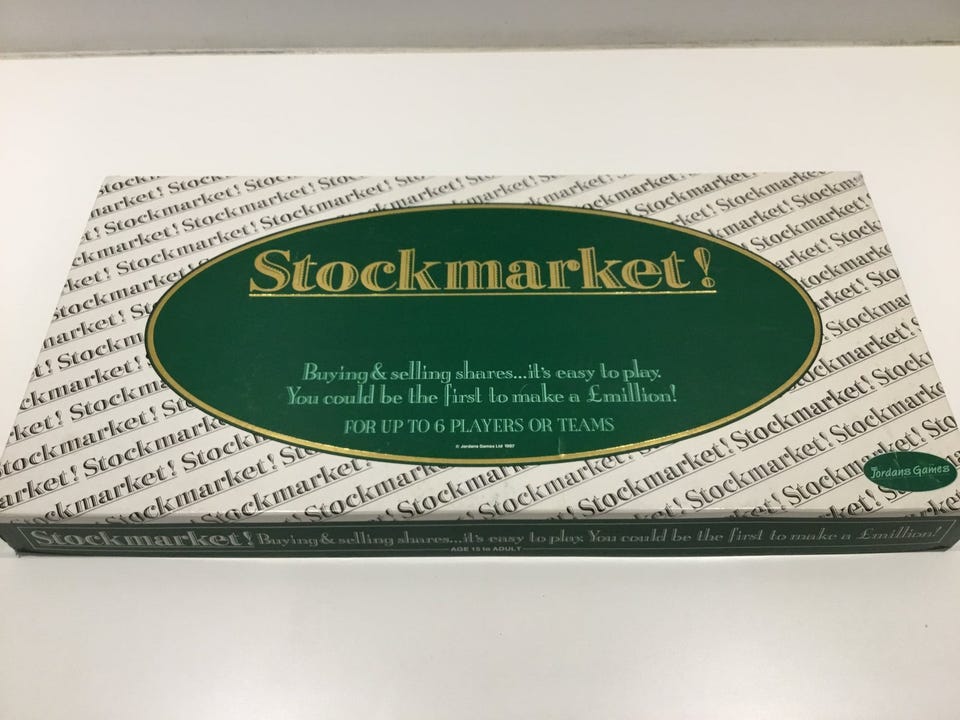 Stockmarket!
Buying & selling shares...it's easy to play.
You could be the first to make a £million!
FOR UP TO 6 PLAYERS OR TEAMS
© Jordans Games Ltd 1987
Jordans Games
Stockmarket! Buying & selling shares...it's easy to play. You could be the first to make a £million!
AGE 15 to ADULT